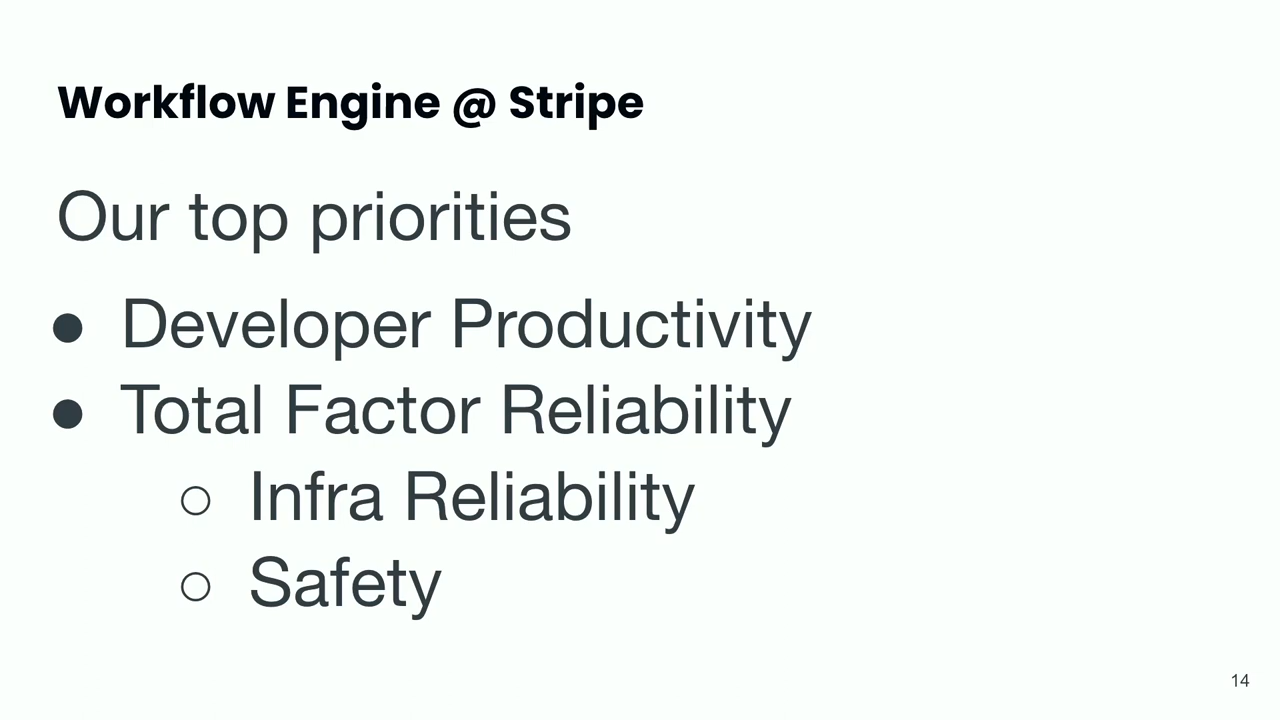 Workflow Engine @ Stripe
Our top priorities
● Developer Productivity
● Total Factor Reliability
○ Infra Reliability
○ Safety
14